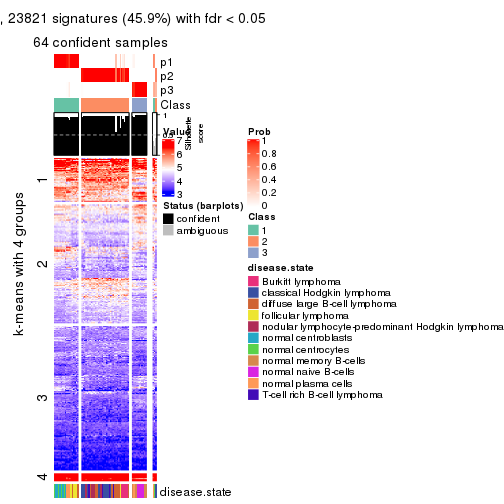 , 23821 signatures (45.9%) with fdr < 0.05
64 confident samples
p1
p2
p3
Class
1
Silhouette
score
Value
7
6
5
4
3
Prob
1
0.8
0.6
0.4
0.2
0
Status (barplots)
confident
ambiguous
Class
1
2
3
disease.state
Burkitt lymphoma
classical Hodgkin lymphoma
diffuse large B-cell lymphoma
follicular lymphoma
nodular lymphocyte-predominant Hodgkin lymphoma
normal centroblasts
normal centrocytes
normal memory B-cells
normal naive B-cells
normal plasma cells
T-cell rich B-cell lymphoma
k-means with 4 groups
1
2
3
4
disease.state